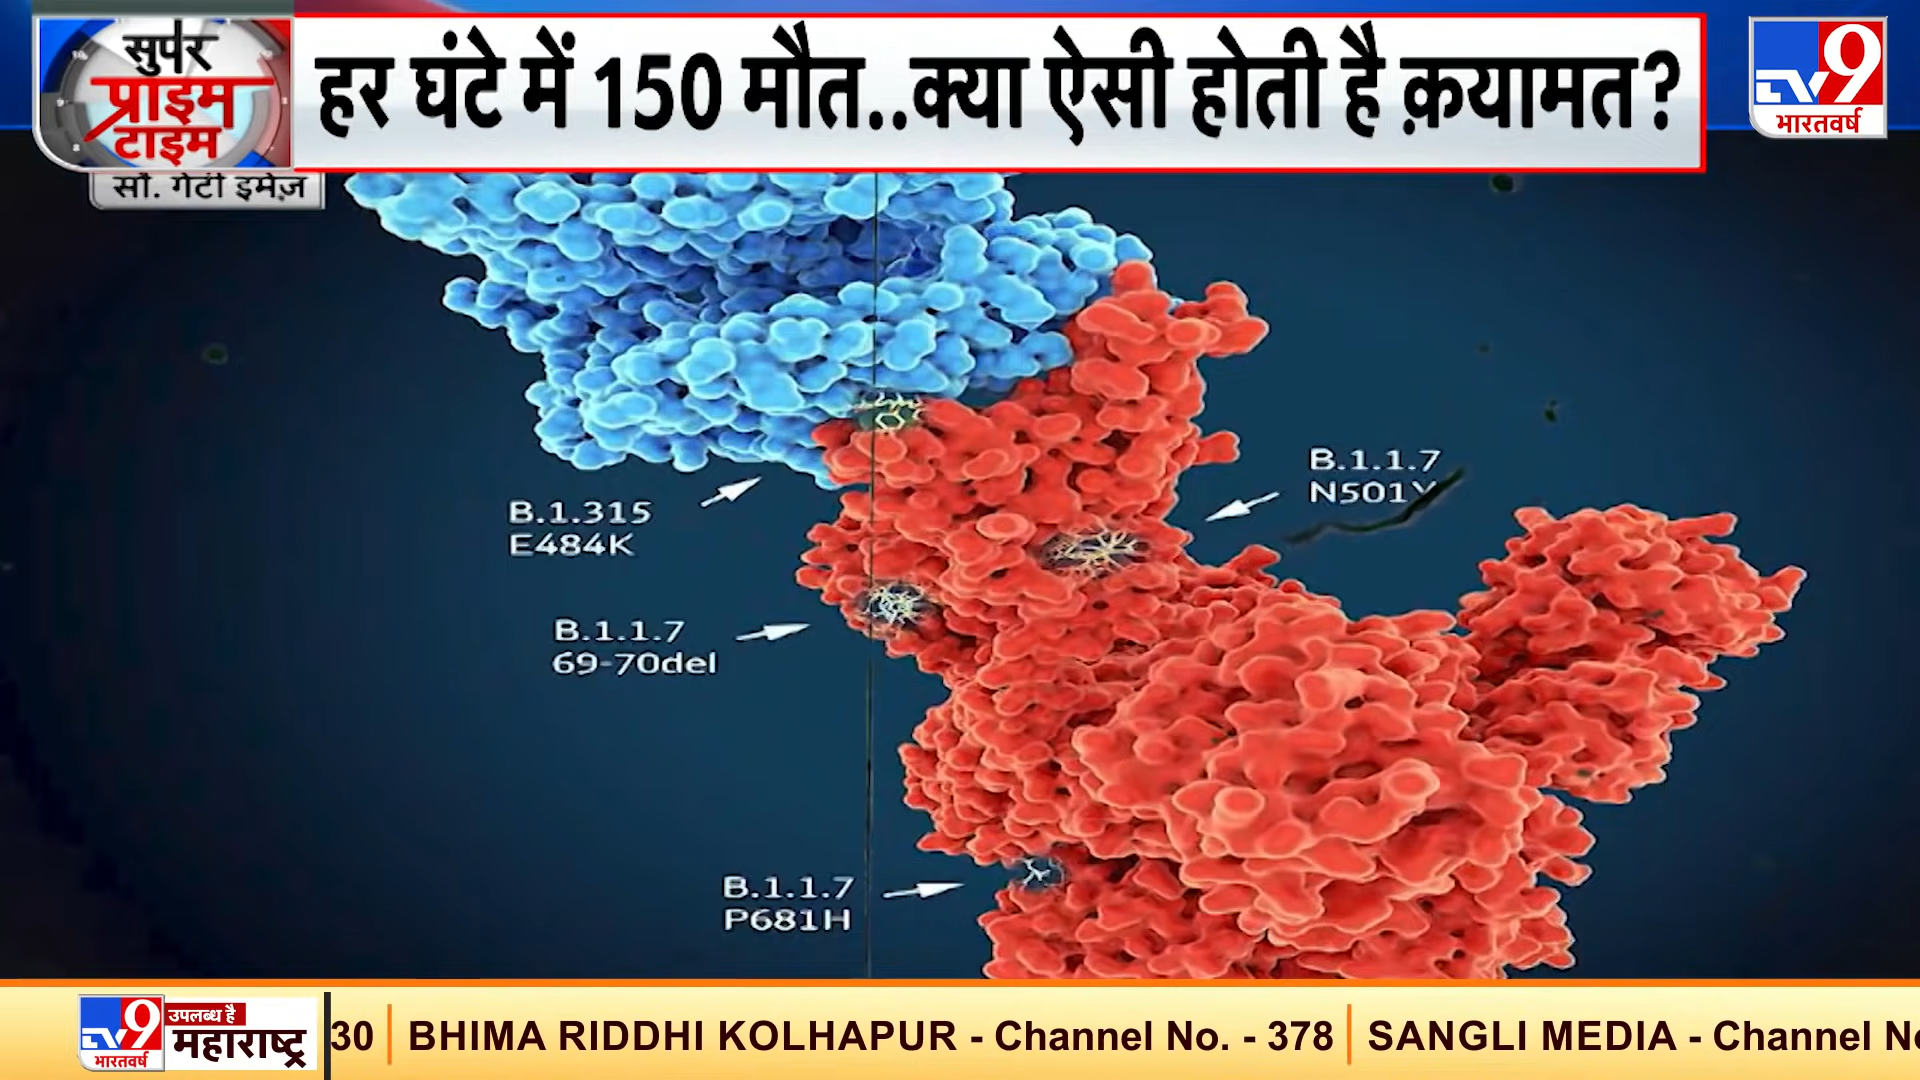 सुपर
प्राइम
टाइम
हर घंटे में 150 मौत..क्या ऐसी होती है क़यामत?
TV9
भारतवर्ष
सौ. गेटी इमेज़
B.1.1.7
N501Y
B.1.315
E484K
B.1.1.7
69-70del
B.1.1.7
P681H
TV9
भारतवर्ष
उपलब्ध है
महाराष्ट्र
30 | BHIMA RIDDHI KOLHAPUR - Channel No. - 378 | SANGLI MEDIA - Channel